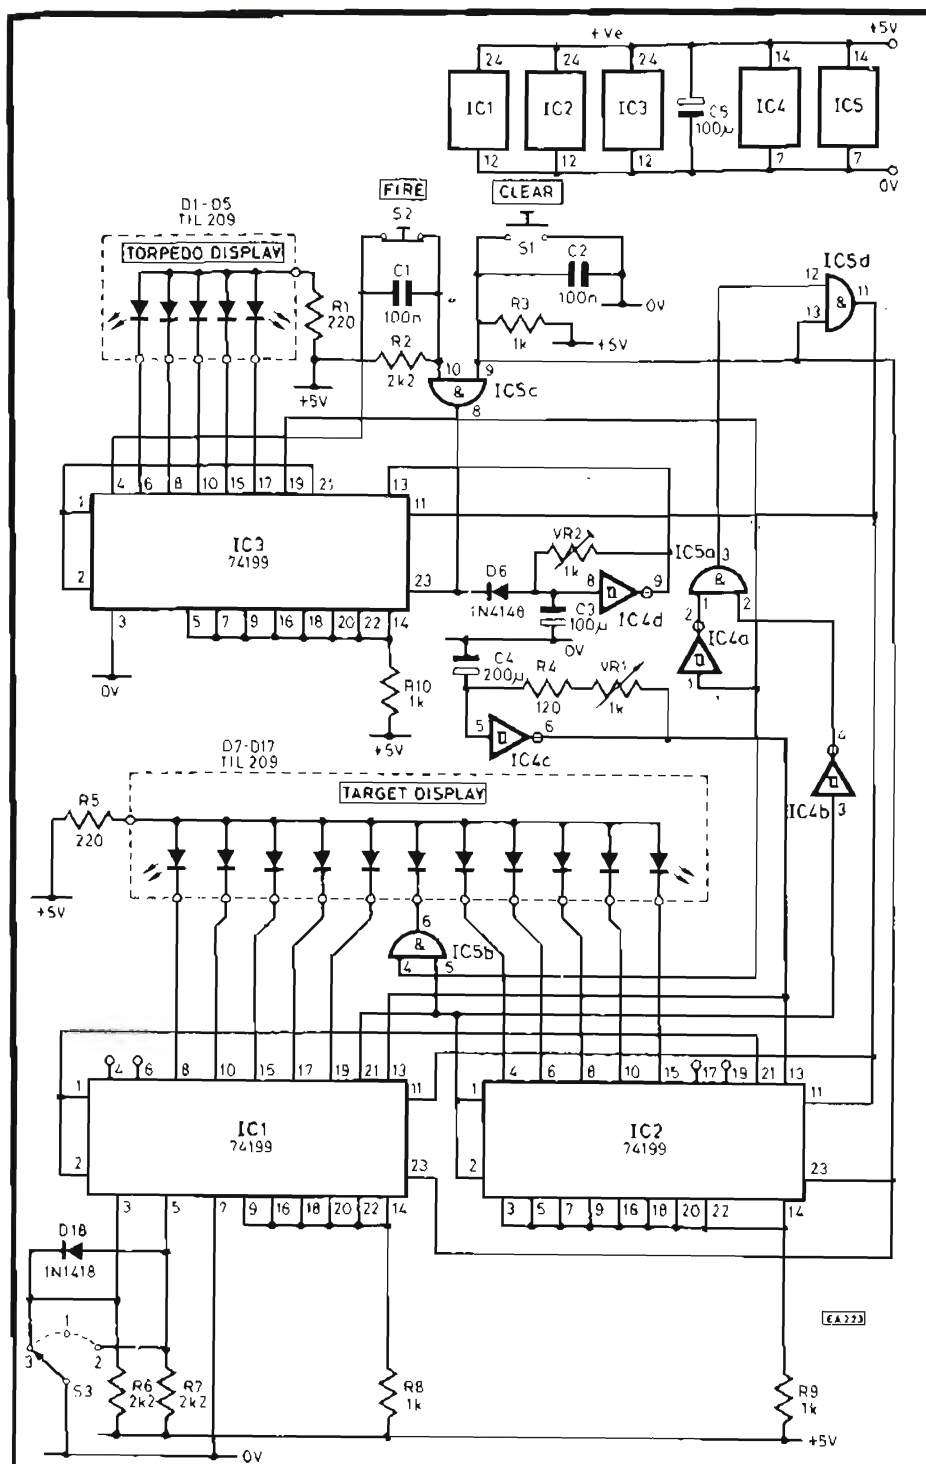 +Ve
+5V
24 24 24 14 14
IC1 IC2 IC3 C5 IC4 IC5
100µ
12 12 12 7 7
0V
FIRE CLEAR
S2
S1
D1-D5
TIL 209
TORPEDO DISPLAY
C1
100n
C2
100n
0V
R1
220
R2
2k2
R3
1k
+5V
+5V
10 9
&
IC5c
8
IC5d
12
13
&
11
4 6 8 10 15 17 19 21 13
1
11
IC3
74199
2
23
3 5 7 9 16 18 20 22 14
0V
R10
1k
+5V
D6
1N4148
VR2
1k
8 9
IC4d
C3
100µ
0V
IC5a
3
&
1 2
2
IC4a
1
C4
200µ
R4
120
VR1
1k
5 6
IC4c
4
IC4b
3
D7-D17
TIL 209
TARGET DISPLAY
R5
220
+5V
6
&
IC5b
4 5
4 6 8 10 15 17 19 21 13
1
11
IC1
74199
2
23
3 5 7 9 16 18 20 22 14
4 6 8 10 15 17 19 21 13
1
11
IC2
74199
2
23
3 5 7 9 16 18 20 22 14
D18
1N1418
1
3 2
S3
R6
2k2
R7
2k2
R8
1k
R9
1k
0V
+5V
EA223